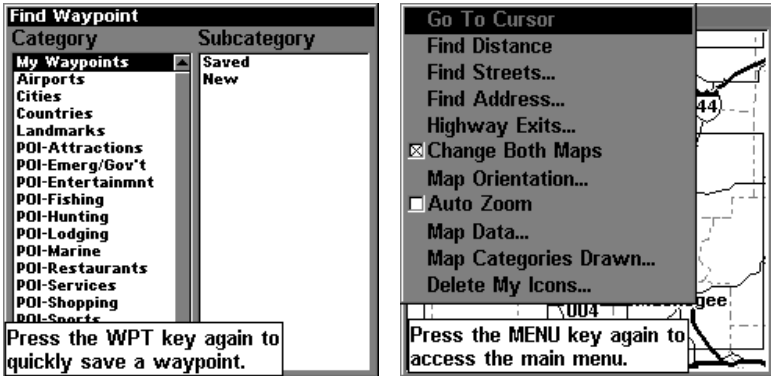 Find Waypoint
Category
Subcategory
My Waypoints
Airports
Cities
Countries
Landmarks
POI-Attractions
POI-Emerg/Gov't
POI-Entertainmnt
POI-Fishing
POI-Hunting
POI-Lodging
POI-Marine
POI-Restaurants
POI-Services
POI-Shopping
POI-Sports
Saved
New
Press the WPT key again to
quickly save a waypoint.
Go To Cursor
Find Distance
Find Streets...
Find Address...
Highway Exits...
Change Both Maps
Map Orientation...
Auto Zoom
Map Data...
Map Categories Drawn...
Delete My Icons...
44
004
gee
Press the MENU key again to
access the main menu.